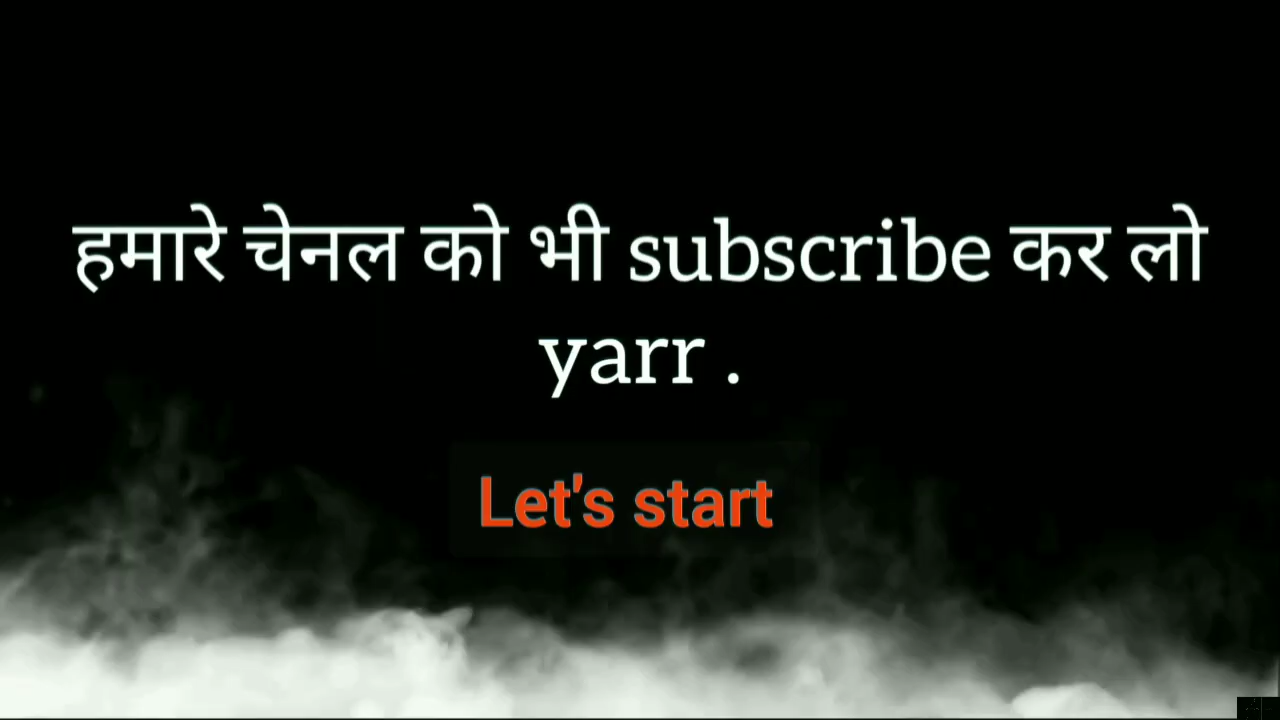 हमारे चेनल को भी subscribe कर लो
yarr .
Let's start